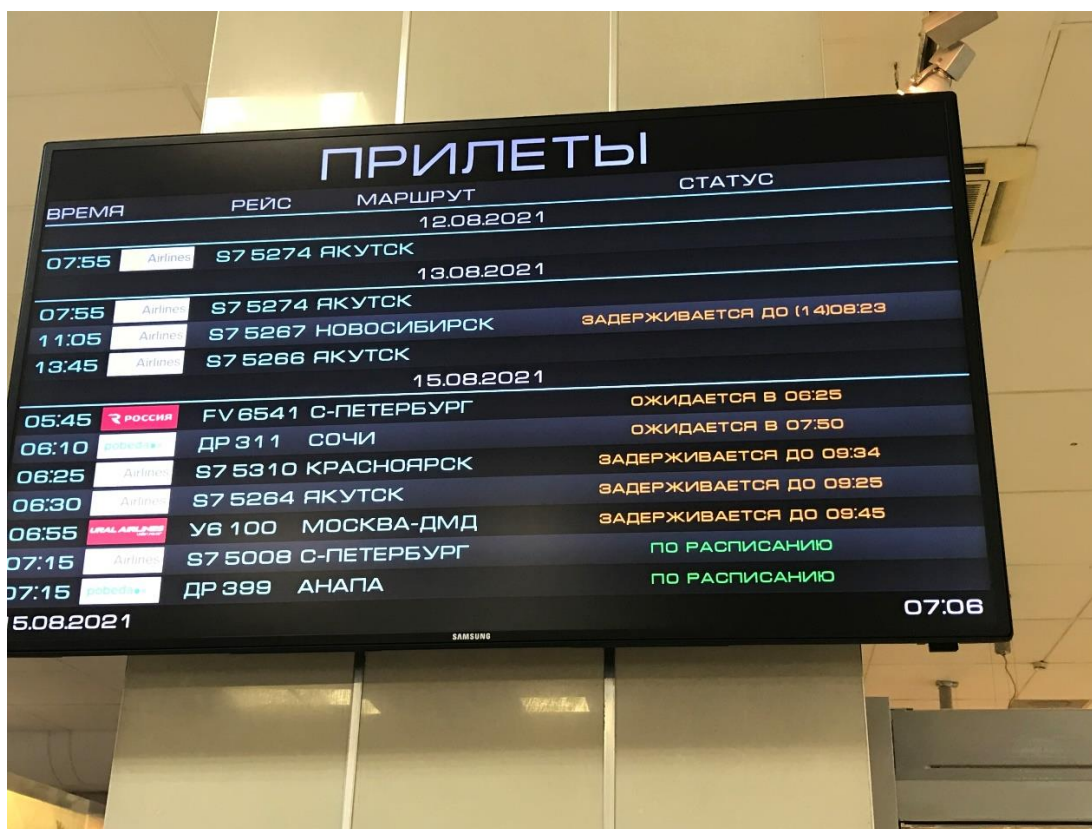 ПРИЛЕТЫ
ВРЕМЯ РЕЙС МАРШРУТ СТАТУС
12.08.2021
07:55 Airlines S7 5274 ЯКУТСК
13.08.2021
07:55 Airlines S7 5274 ЯКУТСК
11:05 Airlines S7 5267 НОВОСИБИРСК ЗАДЕРЖИВАЕТСЯ ДО (14)08:23
13:45 Airlines S7 5266 ЯКУТСК
15.08.2021
05:45 РОССИЯ FV 6541 С-ПЕТЕРБУРГ ОЖИДАЕТСЯ В 06:25
06:10 pobeda ДР 311 СОЧИ ОЖИДАЕТСЯ В 07:50
06:25 Airlines S7 5310 КРАСНОЯРСК ЗАДЕРЖИВАЕТСЯ ДО 09:34
06:30 Airlines S7 5264 ЯКУТСК ЗАДЕРЖИВАЕТСЯ ДО 09:25
06:55 URAL AIRLINES У6 100 МОСКВА-ДМД ЗАДЕРЖИВАЕТСЯ ДО 09:45
07:15 Airlines S7 5008 С-ПЕТЕРБУРГ ПО РАСПИСАНИЮ
07:15 pobeda ДР 399 АНАПА ПО РАСПИСАНИЮ
5.08.2021 07:06
SAMSUNG